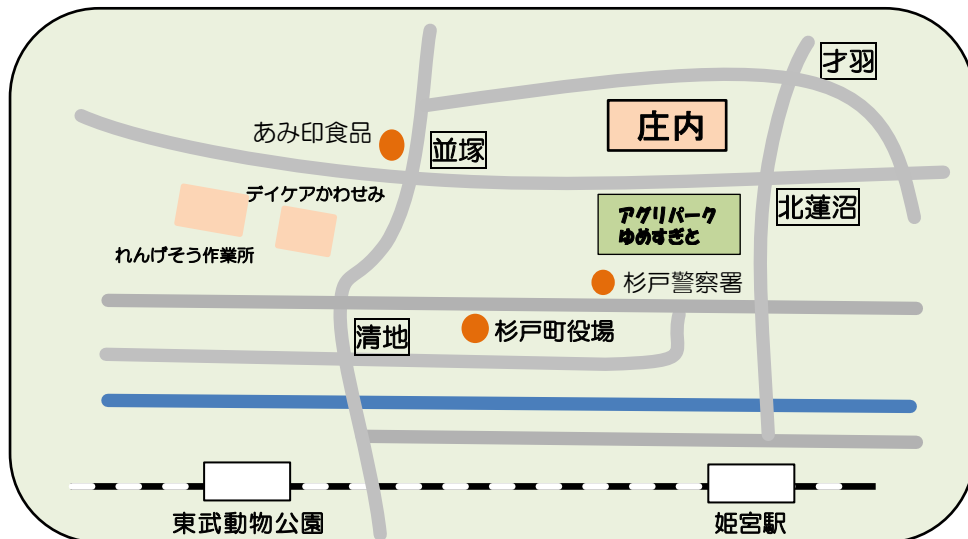 才羽
庄内
あみ印食品
並塚
デイケアかわせみ
北蓮沼
アグリパーク
ゆめすぎと
れんげそう作業所
杉戸警察署
杉戸町役場
清地
東武動物公園
姫宮駅